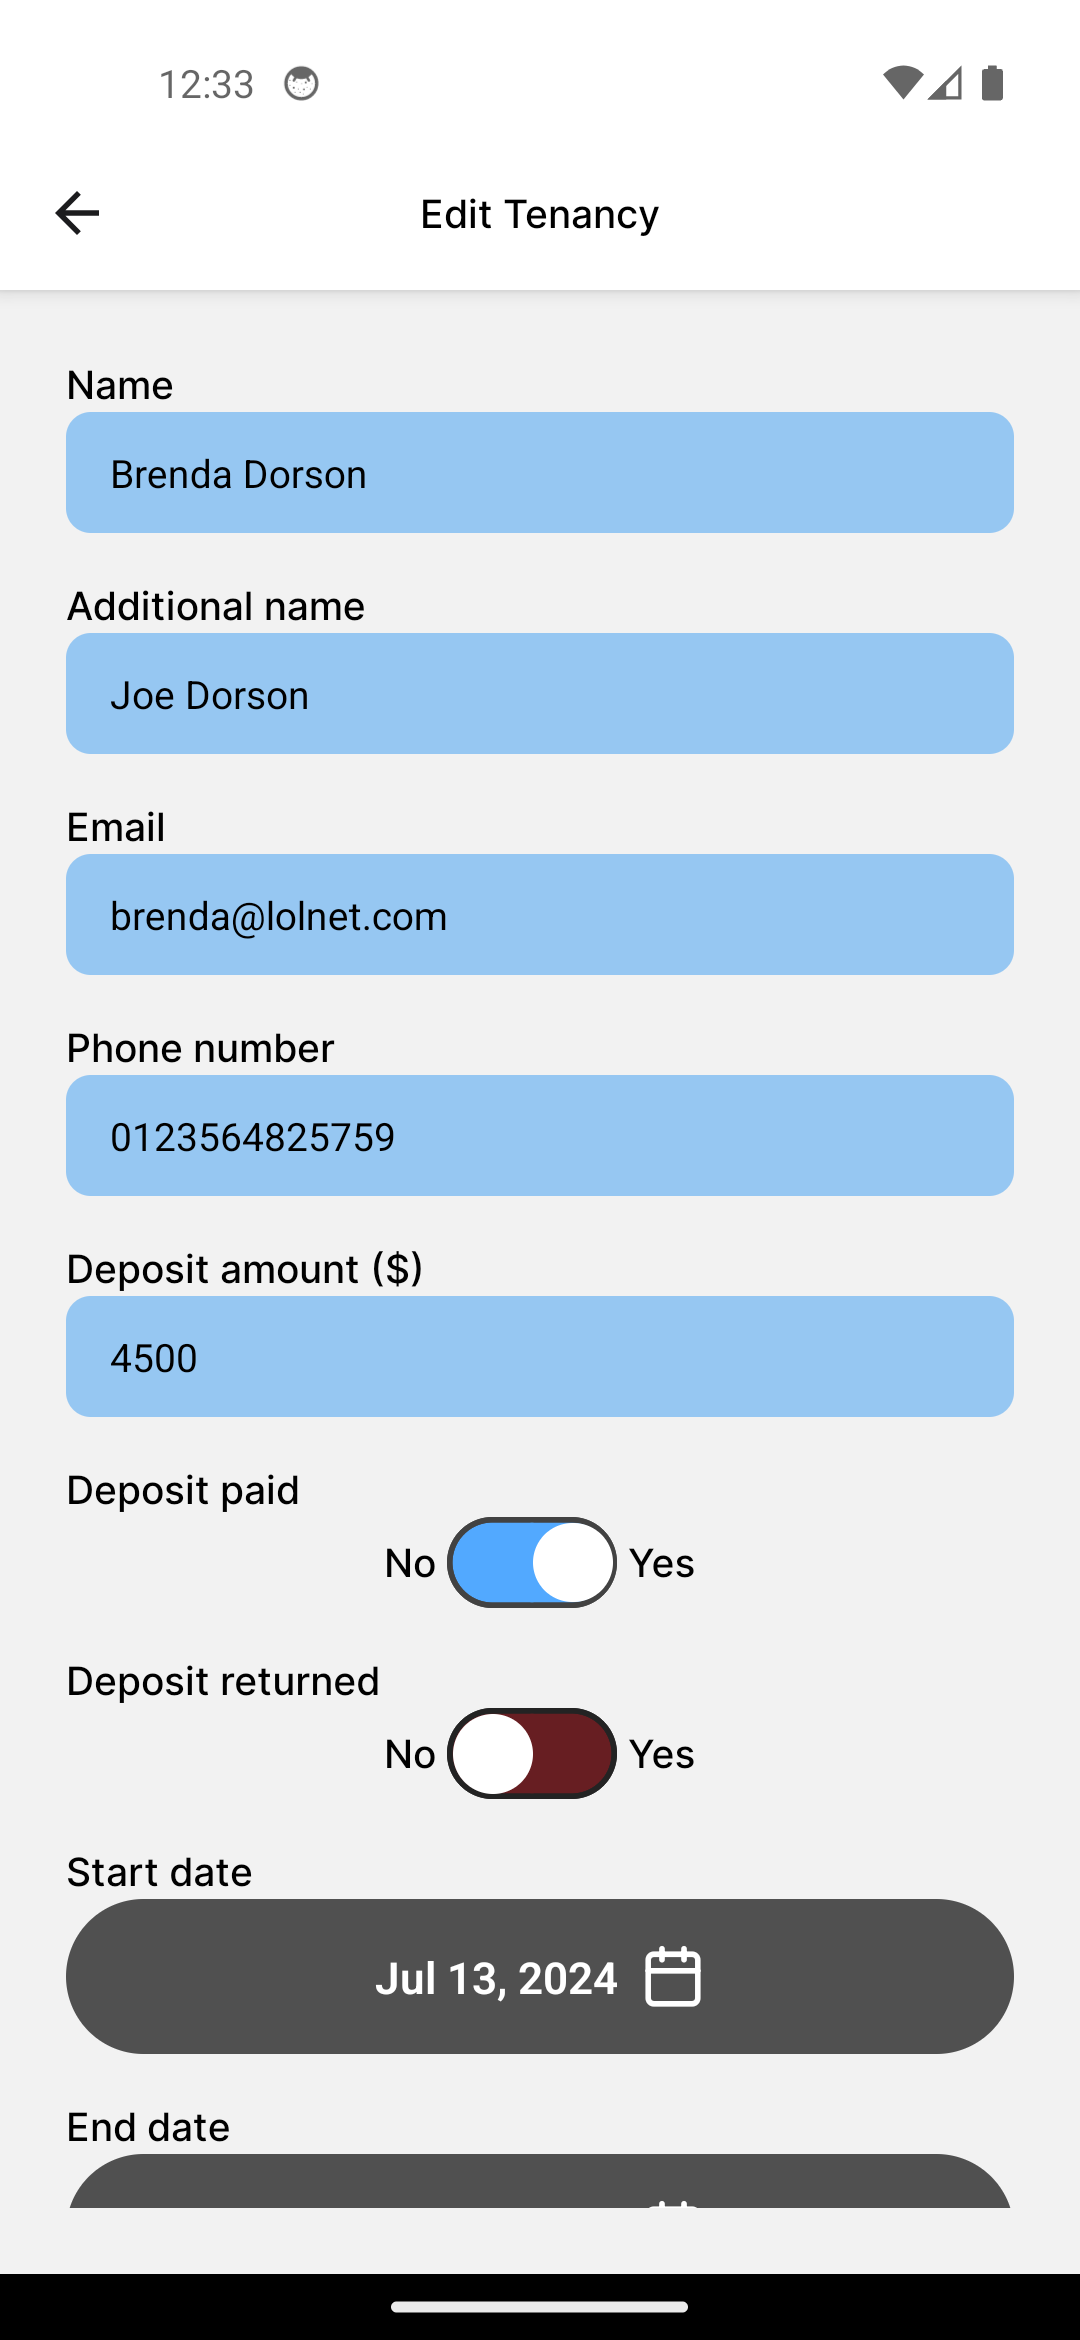 12:33
Edit Tenancy
Name
Brenda Dorson
Additional name
Joe Dorson
Email
brenda@lolnet.com
Phone number
0123564825759
Deposit amount ($)
4500
Deposit paid
No Yes
Deposit returned
No Yes
Start date
Jul 13, 2024
End date